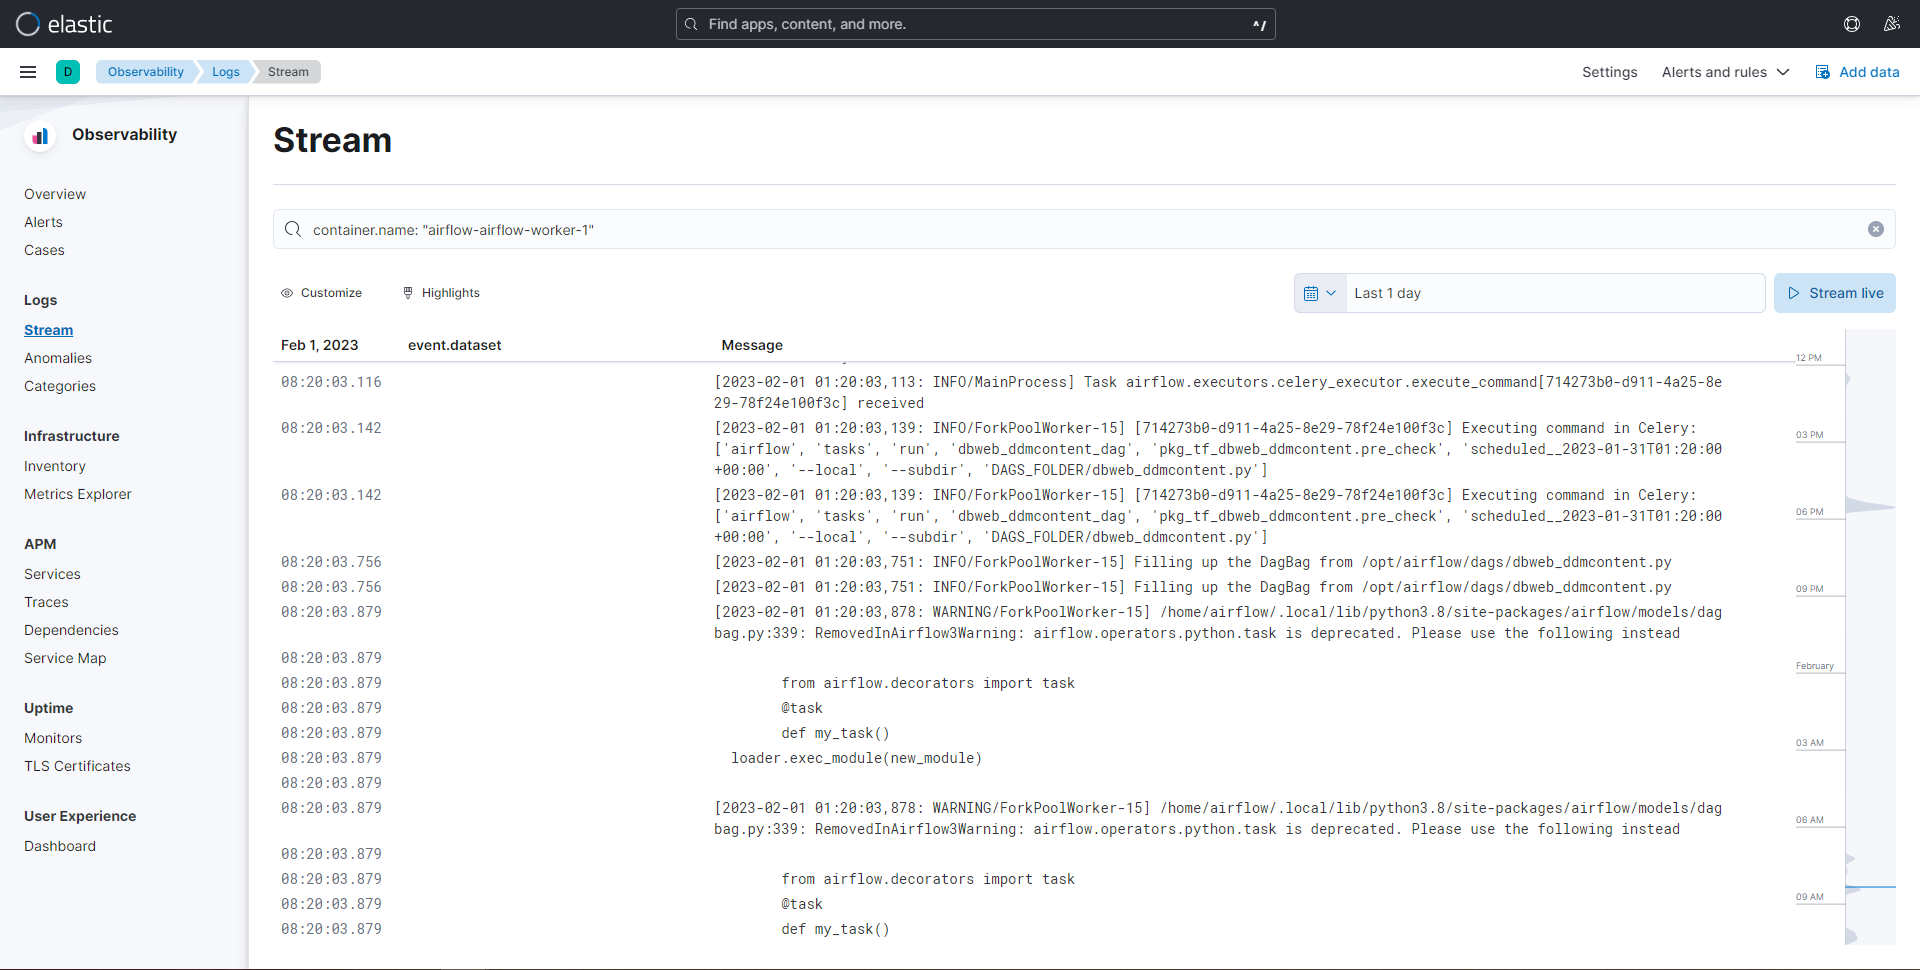 elastic
Find apps, content, and more.
^/
D
Observability
Logs
Stream
Settings
Alerts and rules
Add data
Observability
Overview
Alerts
Cases
Logs
Stream
Anomalies
Categories
Infrastructure
Inventory
Metrics Explorer
APM
Services
Traces
Dependencies
Service Map
Uptime
Monitors
TLS Certificates
User Experience
Dashboard
Stream
container.name: "airflow-airflow-worker-1"
Customize
Highlights
Last 1 day
Stream live
Feb 1, 2023 event.dataset Message
08:20:03.116 [2023-02-01 01:20:03,113: INFO/MainProcess] Task airflow.executors.celery_executor.execute_command[714273b0-d911-4a25-8e
29-78f24e100f3c] received
08:20:03.142 [2023-02-01 01:20:03,139: INFO/ForkPoolWorker-15] [714273b0-d911-4a25-8e29-78f24e100f3c] Executing command in Celery:
['airflow', 'tasks', 'run', 'dbweb_ddmcontent_dag', 'pkg_tf_dbweb_ddmcontent.pre_check', 'scheduled__2023-01-31T01:20:00
+00:00', '--local', '--subdir', 'DAGS_FOLDER/dbweb_ddmcontent.py']
08:20:03.142 [2023-02-01 01:20:03,139: INFO/ForkPoolWorker-15] [714273b0-d911-4a25-8e29-78f24e100f3c] Executing command in Celery:
['airflow', 'tasks', 'run', 'dbweb_ddmcontent_dag', 'pkg_tf_dbweb_ddmcontent.pre_check', 'scheduled__2023-01-31T01:20:00
+00:00', '--local', '--subdir', 'DAGS_FOLDER/dbweb_ddmcontent.py']
08:20:03.756 [2023-02-01 01:20:03,751: INFO/ForkPoolWorker-15] Filling up the DagBag from /opt/airflow/dags/dbweb_ddmcontent.py
08:20:03.756 [2023-02-01 01:20:03,751: INFO/ForkPoolWorker-15] Filling up the DagBag from /opt/airflow/dags/dbweb_ddmcontent.py
08:20:03.879 [2023-02-01 01:20:03,878: WARNING/ForkPoolWorker-15] /home/airflow/.local/lib/python3.8/site-packages/airflow/models/dag
bag.py:339: RemovedInAirflow3Warning: airflow.operators.python.task is deprecated. Please use the following instead
08:20:03.879
08:20:03.879 from airflow.decorators import task
08:20:03.879 @task
08:20:03.879 def my_task()
08:20:03.879 loader.exec_module(new_module)
08:20:03.879
08:20:03.879 [2023-02-01 01:20:03,878: WARNING/ForkPoolWorker-15] /home/airflow/.local/lib/python3.8/site-packages/airflow/models/dag
bag.py:339: RemovedInAirflow3Warning: airflow.operators.python.task is deprecated. Please use the following instead
08:20:03.879
08:20:03.879 from airflow.decorators import task
08:20:03.879 @task
08:20:03.879 def my_task()
12 PM
03 PM
06 PM
09 PM
February
03 AM
06 AM
09 AM